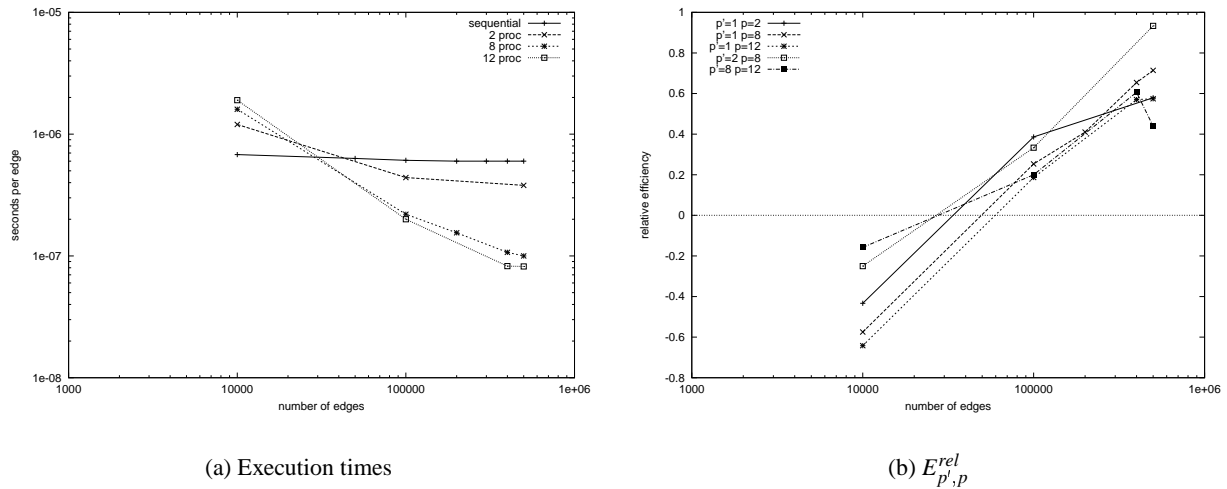 1e-05
1e-06
1e-07
1e-08
1000
10000
100000
1e+06
seconds per edge
number of edges
sequential
2 proc
8 proc
12 proc
(a) Execution times
1
0.8
0.6
0.4
0.2
0
-0.2
-0.4
-0.6
-0.8
1000
10000
100000
1e+06
relative efficiency
number of edges
p'=1 p=2
p'=1 p=8
p'=1 p=12
p'=2 p=8
p'=8 p=12
(b) E^{rel}_{p',p}